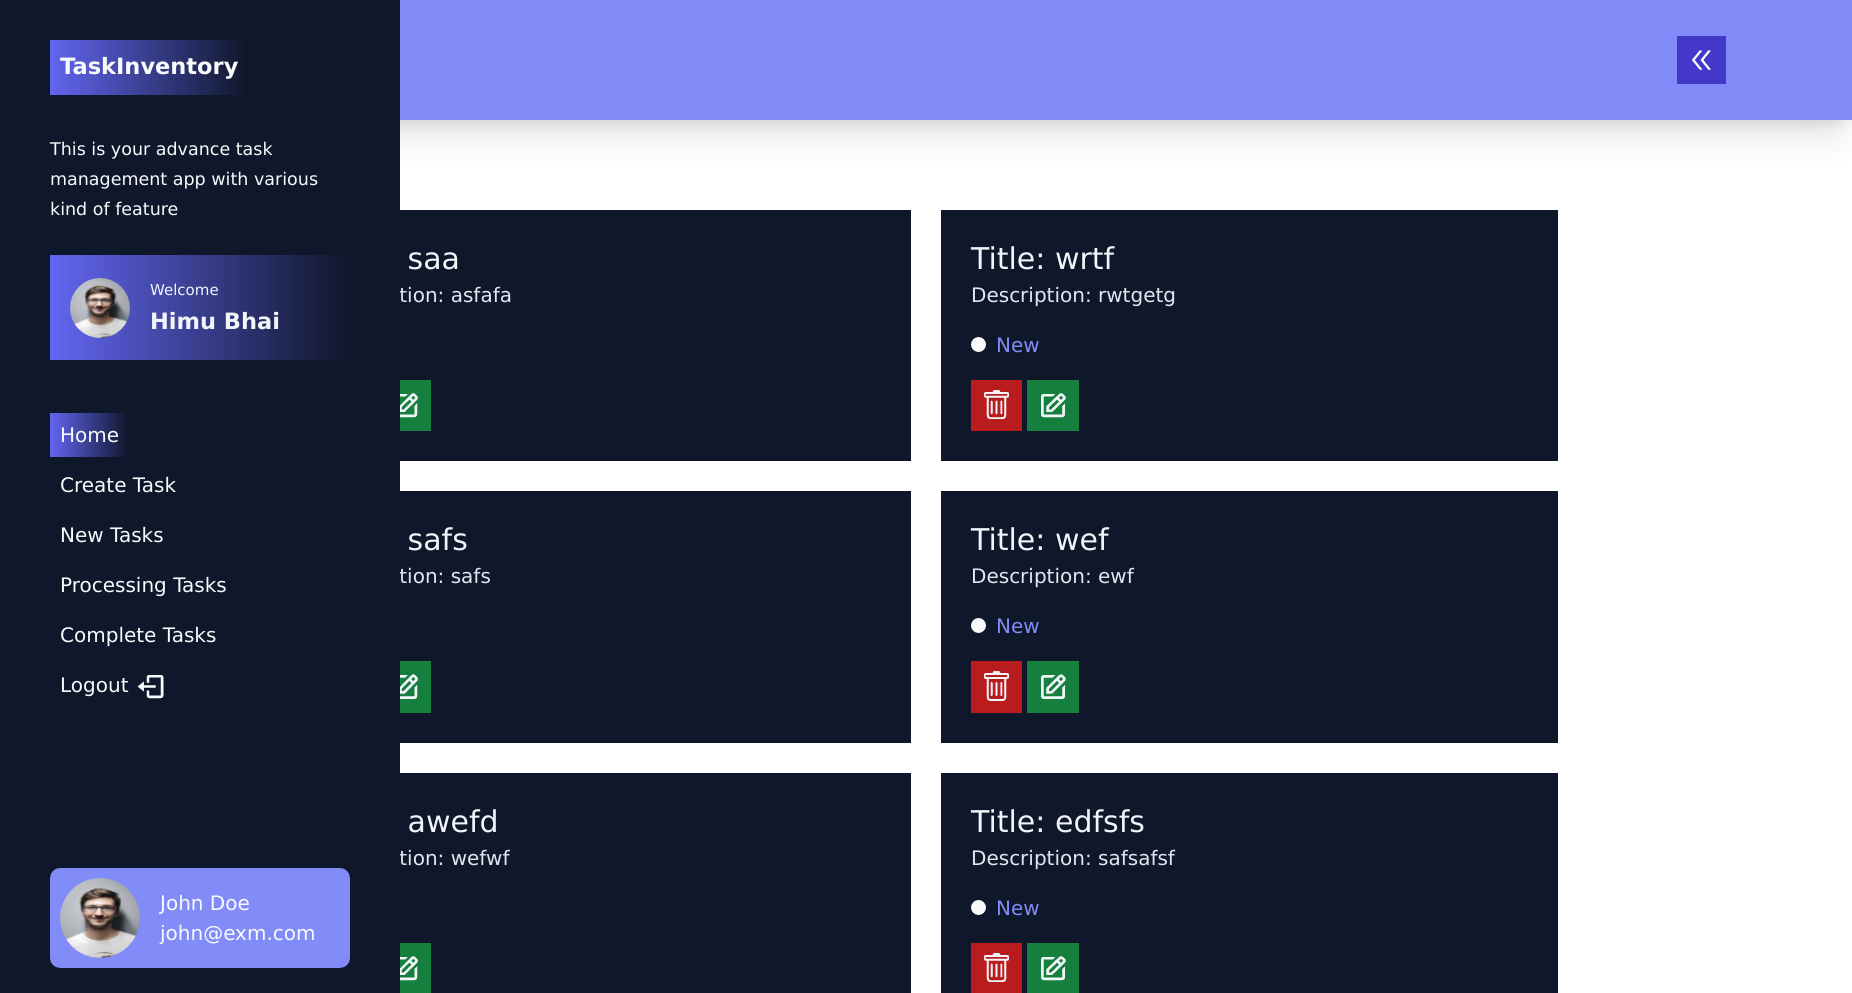 TaskInventory
This is your advance task
management app with various
kind of feature
Welcome
Himu Bhai
Home
Create Task
New Tasks
Processing Tasks
Complete Tasks
Logout
John Doe
john@exm.com
saa
tion: asfafa
Title: wrtf
Description: rwtgetg
New
safs
tion: safs
Title: wef
Description: ewf
New
awefd
tion: wefwf
Title: edfsfs
Description: safsafsf
New